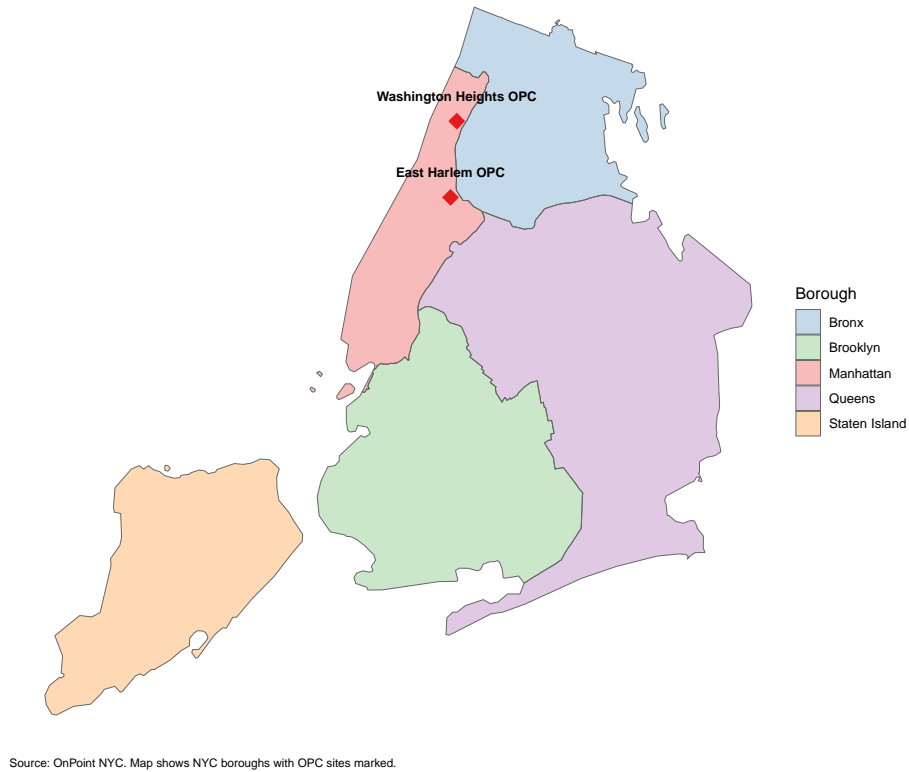 Washington Heights OPC
East Harlem OPC
Borough
Bronx
Brooklyn
Manhattan
Queens
Staten Island
Source: OnPoint NYC. Map shows NYC boroughs with OPC sites marked.